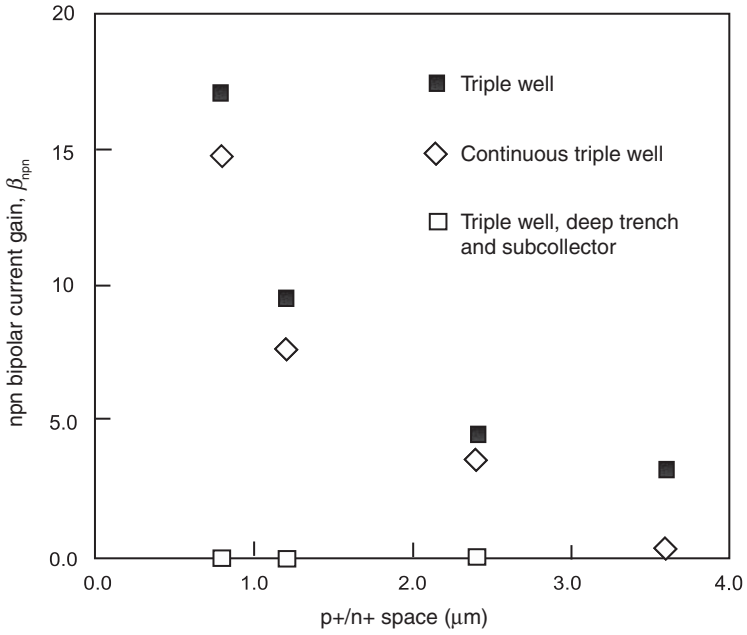 20
15
10
5.0
0.0
npn bipolar current gain, βnpn
Triple well
Continuous triple well
Triple well, deep trench
and subcollector
0.0 1.0 2.0 3.0 4.0
p+/n+ space (μm)